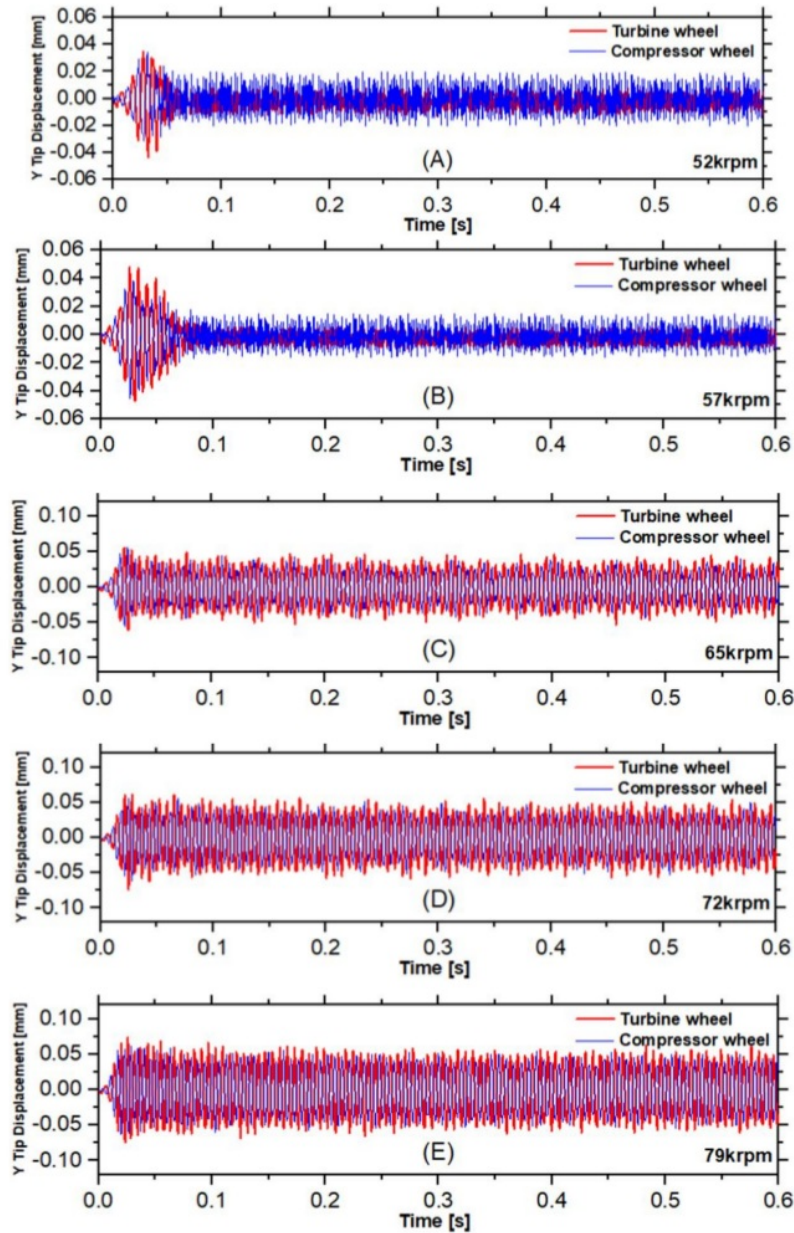 Y Tip Displacement [mm]
0.06
0.04
0.02
0.00
-0.02
-0.04
-0.06
Turbine wheel
Compressor wheel
(A)
52krpm
0.0 0.1 0.2 0.3 0.4 0.5 0.6
Time [s]
Y Tip Displacement [mm]
0.06
0.04
0.02
0.00
-0.02
-0.04
-0.06
Turbine wheel
Compressor wheel
(B)
57krpm
0.0 0.1 0.2 0.3 0.4 0.5 0.6
Time [s]
Y Tip Displacement [mm]
0.10
0.05
0.00
-0.05
-0.10
Turbine wheel
Compressor wheel
(C)
65krpm
0.0 0.1 0.2 0.3 0.4 0.5 0.6
Time [s]
Y Tip Displacement [mm]
0.10
0.05
0.00
-0.05
-0.10
Turbine wheel
Compressor wheel
(D)
72krpm
0.0 0.1 0.2 0.3 0.4 0.5 0.6
Time [s]
Y Tip Displacement [mm]
0.10
0.05
0.00
-0.05
-0.10
Turbine wheel
Compressor wheel
(E)
79krpm
0.0 0.1 0.2 0.3 0.4 0.5 0.6
Time [s]